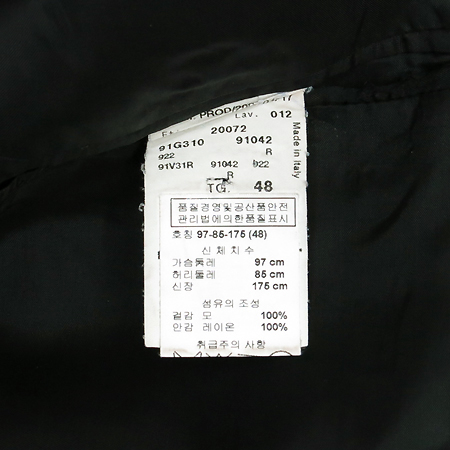 PROD/20
Lav. 012
20072
91G310 91042
922 R
91V31R 91042 922
R
TG. 48
Made in Italy
품질경영및공산품안전
관리법에의한품질표시
호칭 97-85-175 (48)
신체치수
가슴둘레 97 cm
허리둘레 85 cm
신장 175 cm
섬유의 조성
겉감 모 100%
안감 레이온 100%
취급주의 사항